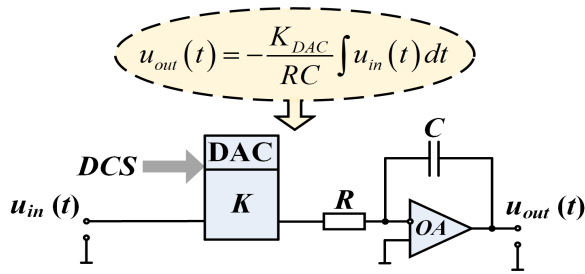 u_out (t) = − K_DAC / RC ∫ u_in (t) dt
DAC
C
DCS
K
R
u_in (t)
OA
u_out (t)